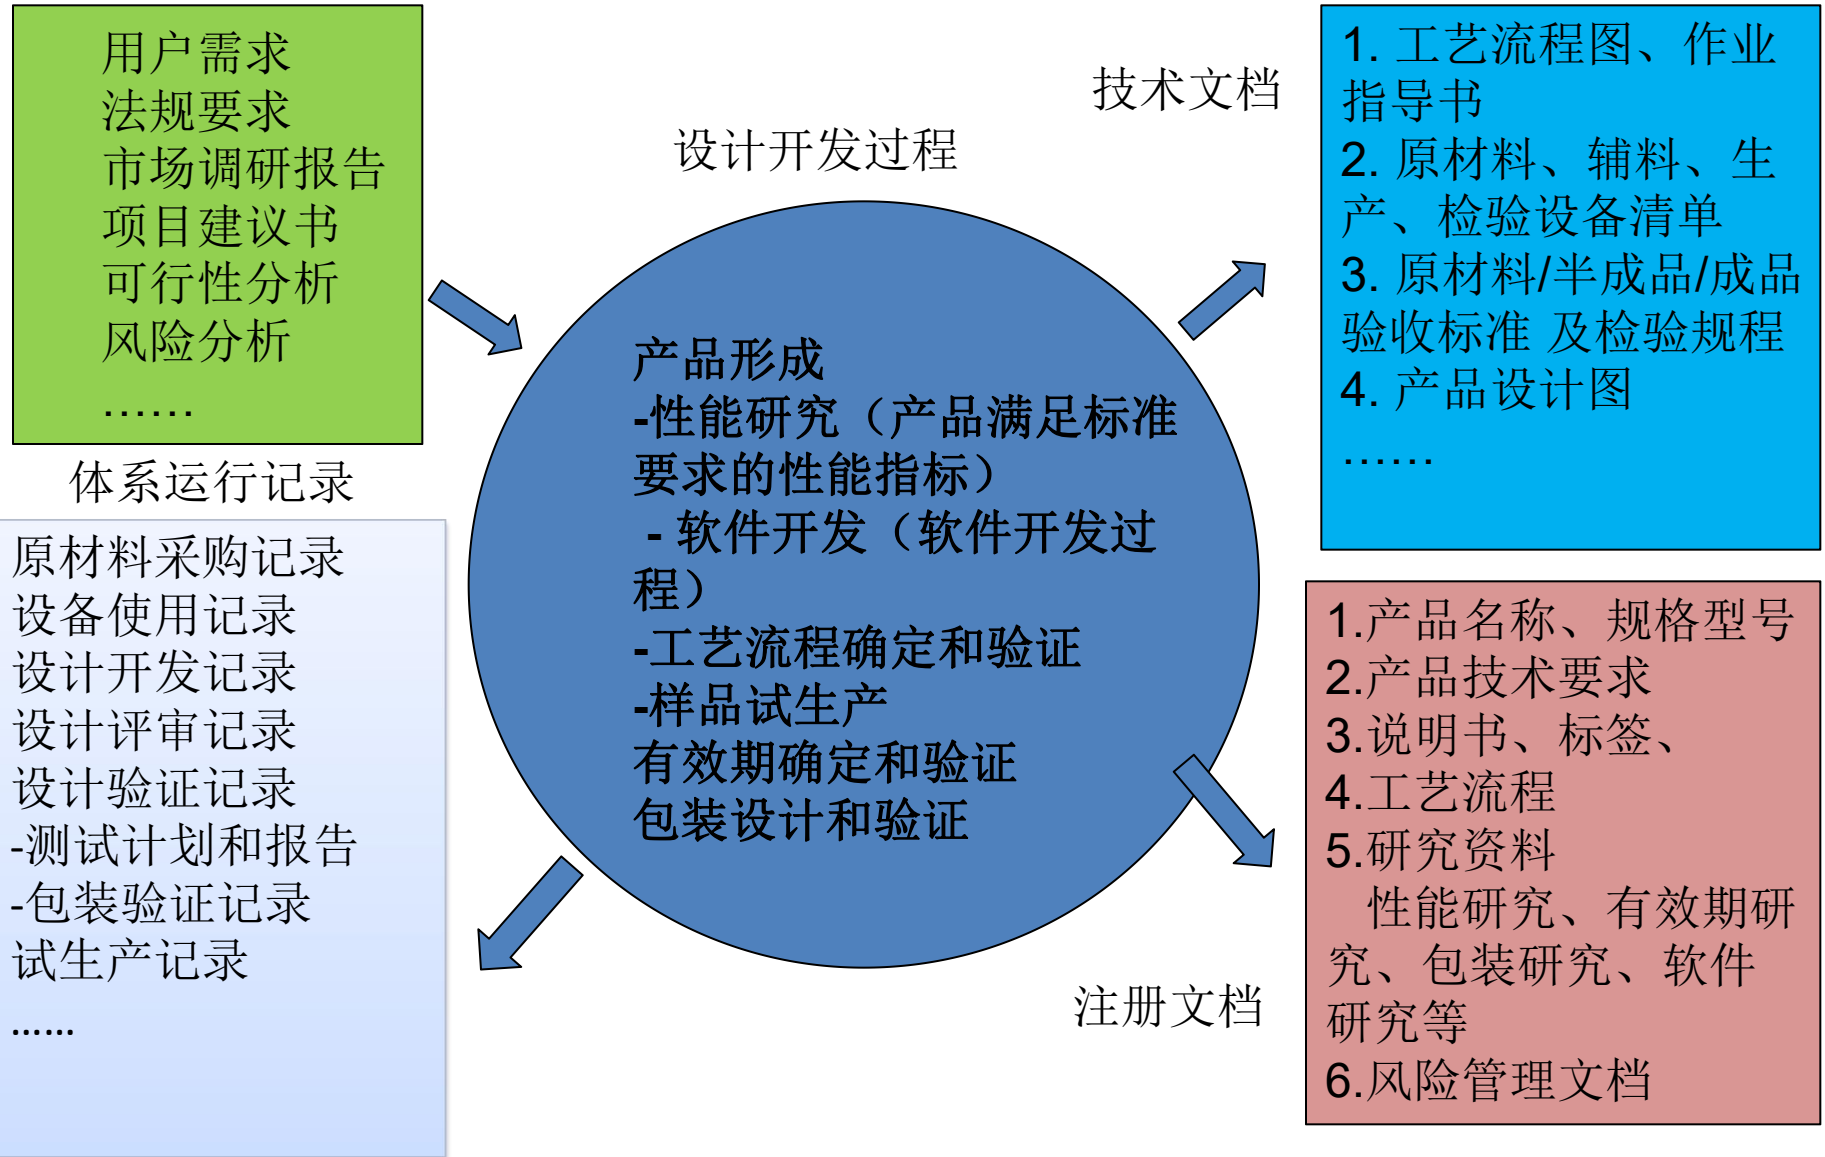 用户需求
法规要求
市场调研报告
项目建议书
可行性分析
风险分析
……
体系运行记录
原材料采购记录
设备使用记录
设计开发记录
设计评审记录
设计验证记录
-测试计划和报告
-包装验证记录
试生产记录
……
设计开发过程
产品形成
-性能研究（产品满足标准
要求的性能指标）
- 软件开发（软件开发过
程）
-工艺流程确定和验证
-样品试生产
有效期确定和验证
包装设计和验证
技术文档
1. 工艺流程图、作业
指导书
2. 原材料、辅料、生
产、检验设备清单
3. 原材料/半成品/成品
验收标准 及检验规程
4. 产品设计图
……
注册文档
1.产品名称、规格型号
2.产品技术要求
3.说明书、标签、
4.工艺流程
5.研究资料
性能研究、有效期研
究、包装研究、软件
研究等
6.风险管理文档